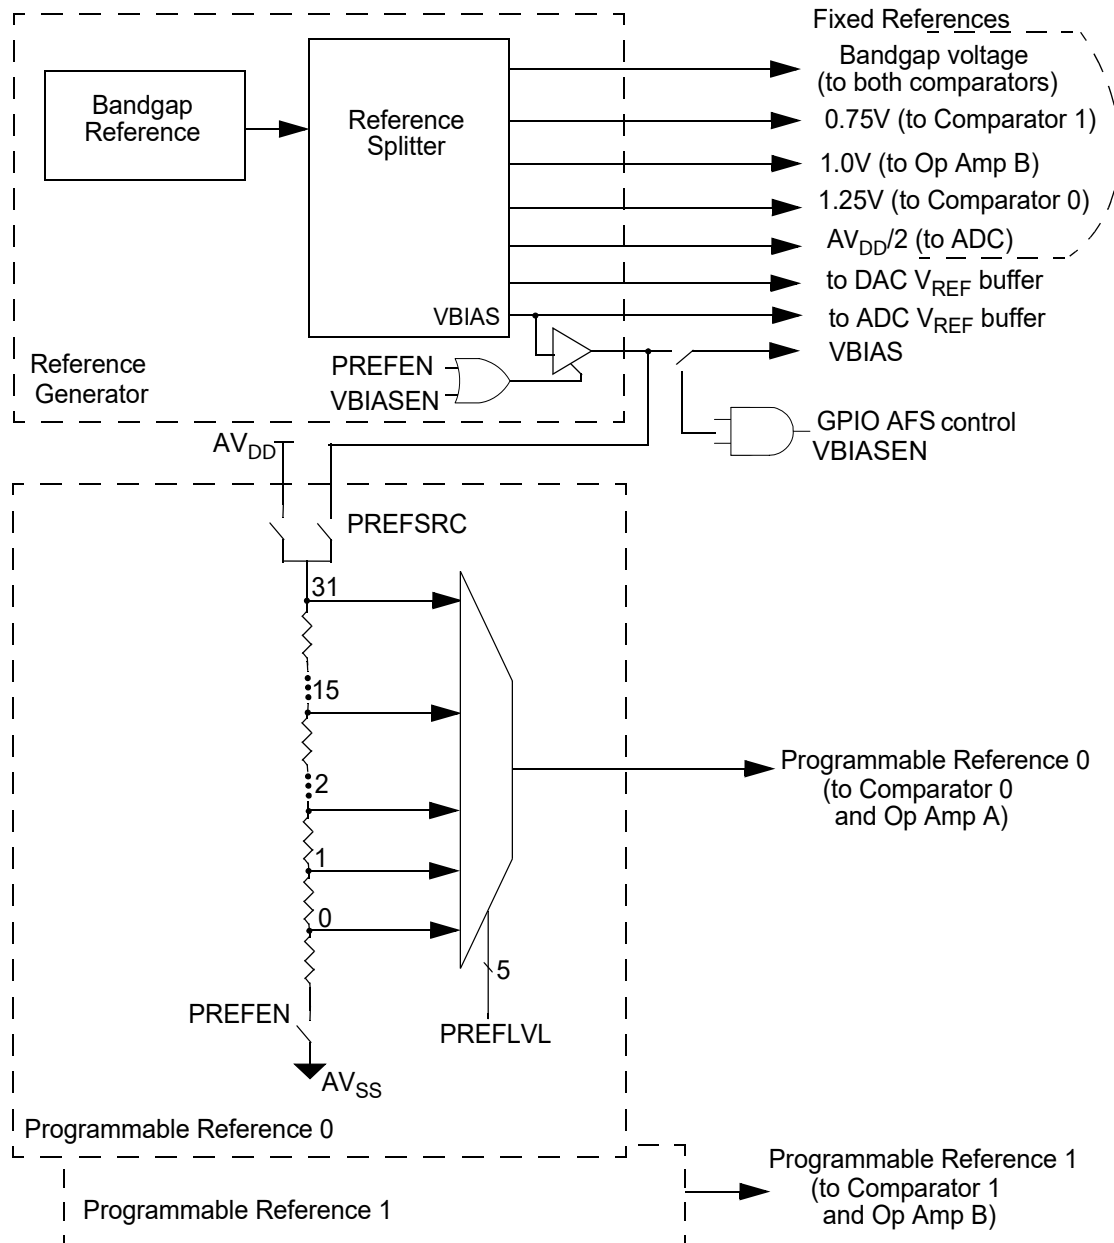 Fixed References
Bandgap voltage
(to both comparators)
Bandgap
Reference
Reference
Splitter
0.75V (to Comparator 1)
1.0V (to Op Amp B)
1.25V (to Comparator 0)
AVDD/2 (to ADC)
to DAC VREF buffer
VBIAS
to ADC VREF buffer
VBIAS
Reference
Generator
PREFEN
VBIASEN
GPIO AFS control
VBIASEN
AVDD
PREFSRC
31
15
2
1
0
5
PREFEN
PREFLVL
AVSS
Programmable Reference 0
(to Comparator 0
and Op Amp A)
Programmable Reference 0
Programmable Reference 1
(to Comparator 1
and Op Amp B)
Programmable Reference 1